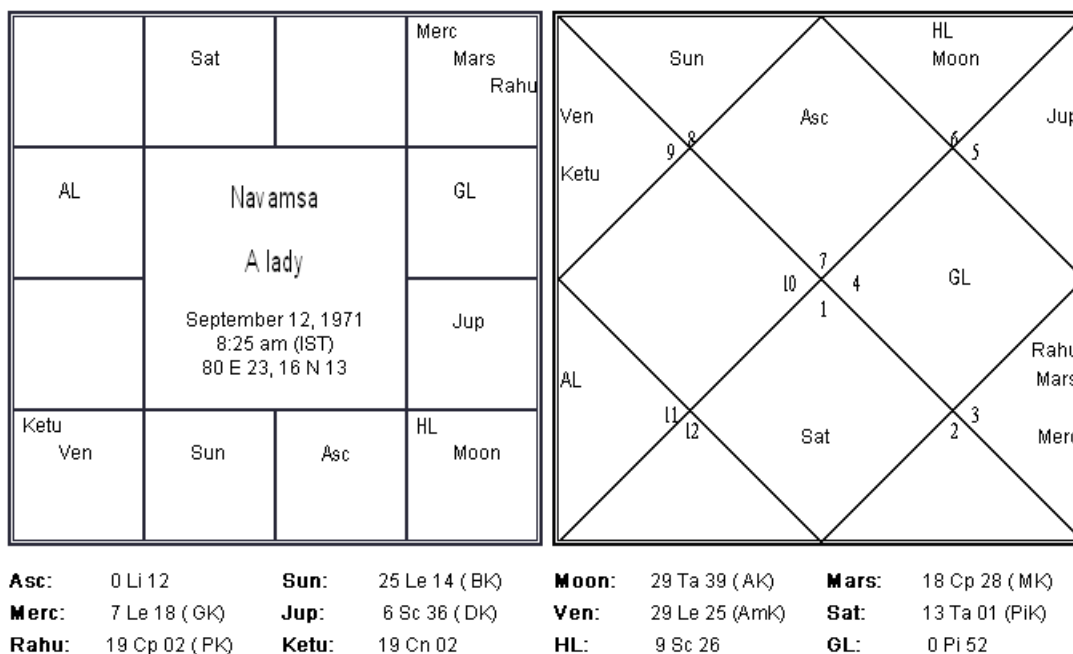 Sat
Merc
Mars
Rahu
AL
GL
Jup
Ketu
Ven
Sun
Asc
HL
Moon
Navamsa
A lady
September 12, 1971
8:25 am (IST)
80 E 23, 16 N 13
Sun
HL
Moon
Ven
Asc
Jup
8
9
6
5
Ketu
7
10
4
1
GL
AL
Rahu
Mars
11
12
Sat
3
2
Merc
Asc: 0 Li 12 Sun: 25 Le 14 (BK) Moon: 29 Ta 39 (AK) Mars: 18 Cp 28 (MK)
Merc: 7 Le 18 (GK) Jup: 6 Sc 36 (DK) Ven: 29 Le 25 (AmK) Sat: 13 Ta 01 (PiK)
Rahu: 19 Cp 02 (PK) Ketu: 19 Cn 02 HL: 9 Sc 26 GL: 0 Pi 52